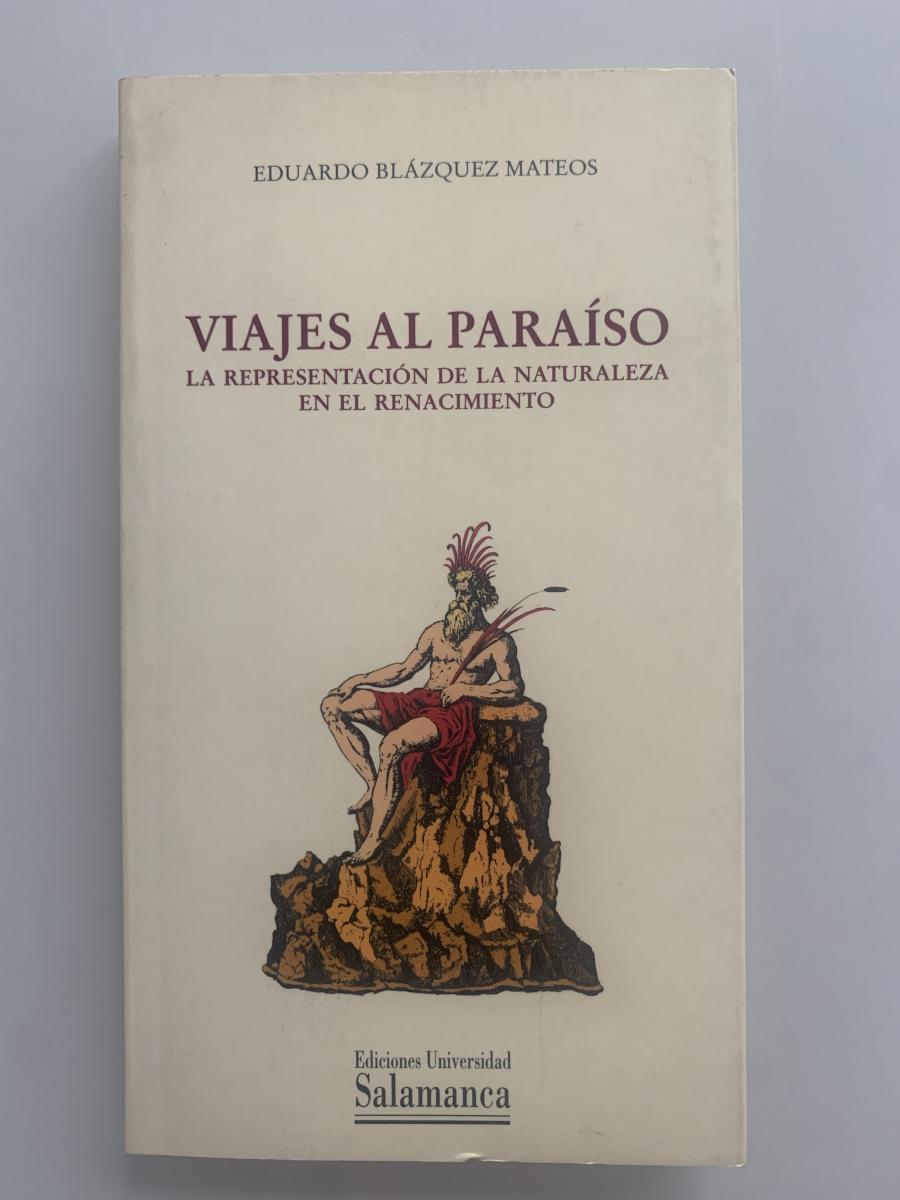 EDUARDO BLÁZQUEZ MATEOS
VIAJES AL PARAÍSO
LA REPRESENTACIÓN DE LA NATURALEZA
EN EL RENACIMIENTO
Ediciones Universidad
Salamanca